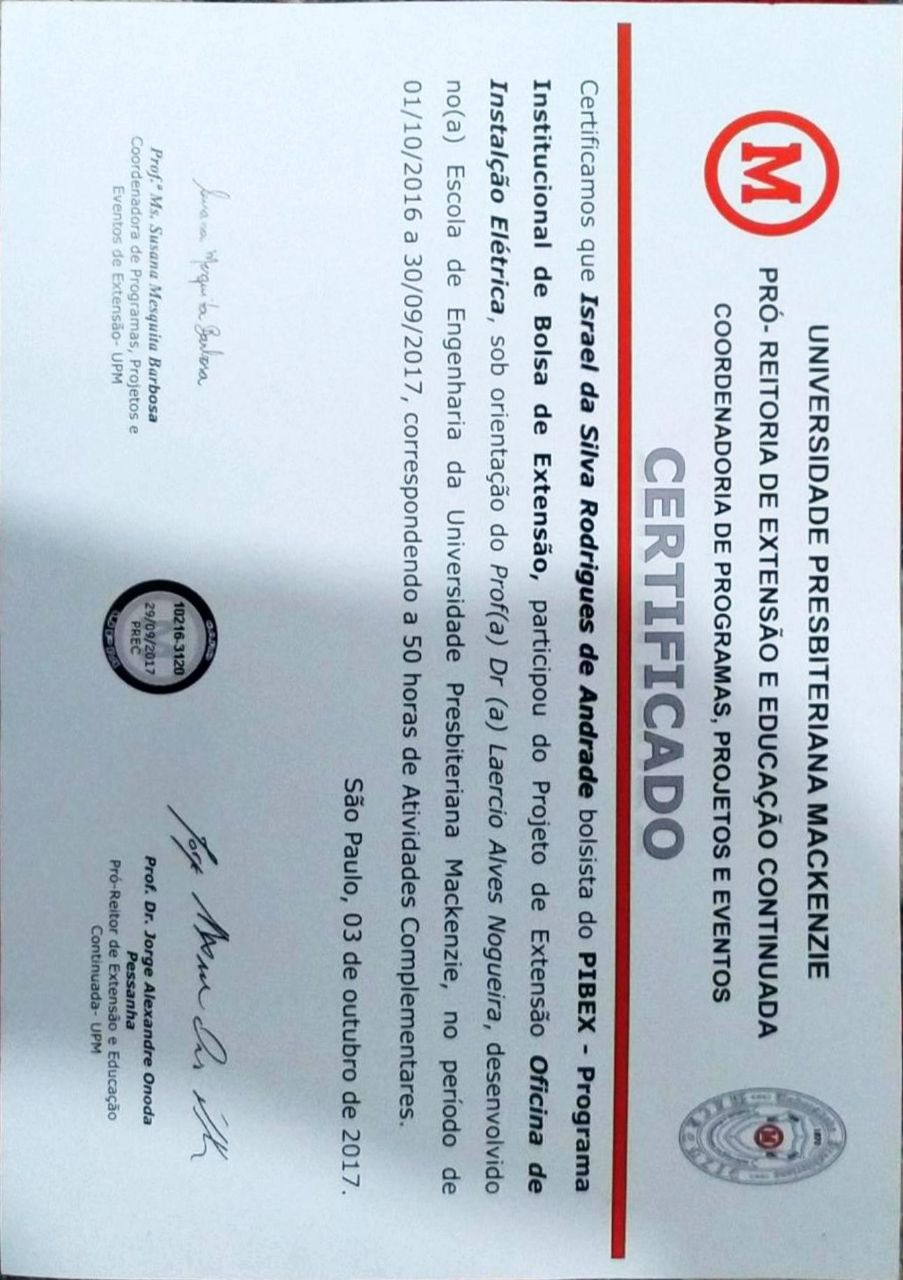 UNIVERSIDADE PRESBITERIANA MACKENZIE
M
PRÓ- REITORIA DE EXTENSÃO E EDUCAÇÃO CONTINUADA
COORDENADORIA DE PROGRAMAS, PROJETOS E EVENTOS
1870
M
MACKENZIE
CERTIFICADO
Certificamos que Israel da Silva Rodrigues de Andrade bolsista do PIBEX - Programa
Institucional de Bolsa de Extensão, participou do Projeto de Extensão Oficina de
Instalção Elétrica, sob orientação do Prof(a) Dr (a) Laercio Alves Nogueira, desenvolvido
no(a) Escola de Engenharia da Universidade Presbiteriana Mackenzie, no período de
01/10/2016 a 30/09/2017, correspondendo a 50 horas de Atividades Complementares.
São Paulo, 03 de outubro de 2017.
Susana Mesquita Barbosa
Prof.ª Ms. Susana Mesquita Barbosa
Coordenadora de Programas, Projetos e
Eventos de Extensão- UPM
10216-3120
29/09/2017
PREC
UPM
Prof. Dr. Jorge Alexandre Onoda
Pessanha
Pró-Reitor de Extensão e Educação
Continuada- UPM